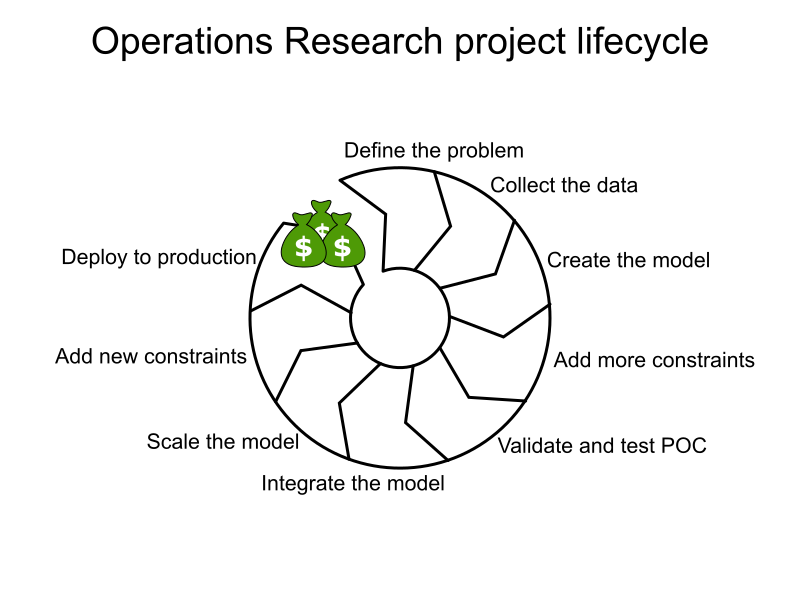 Operations Research project lifecycle
Define the problem
Collect the data
Create the model
Add more constraints
Validate and test POC
Integrate the model
Scale the model
Add new constraints
Deploy to production
$
$
$